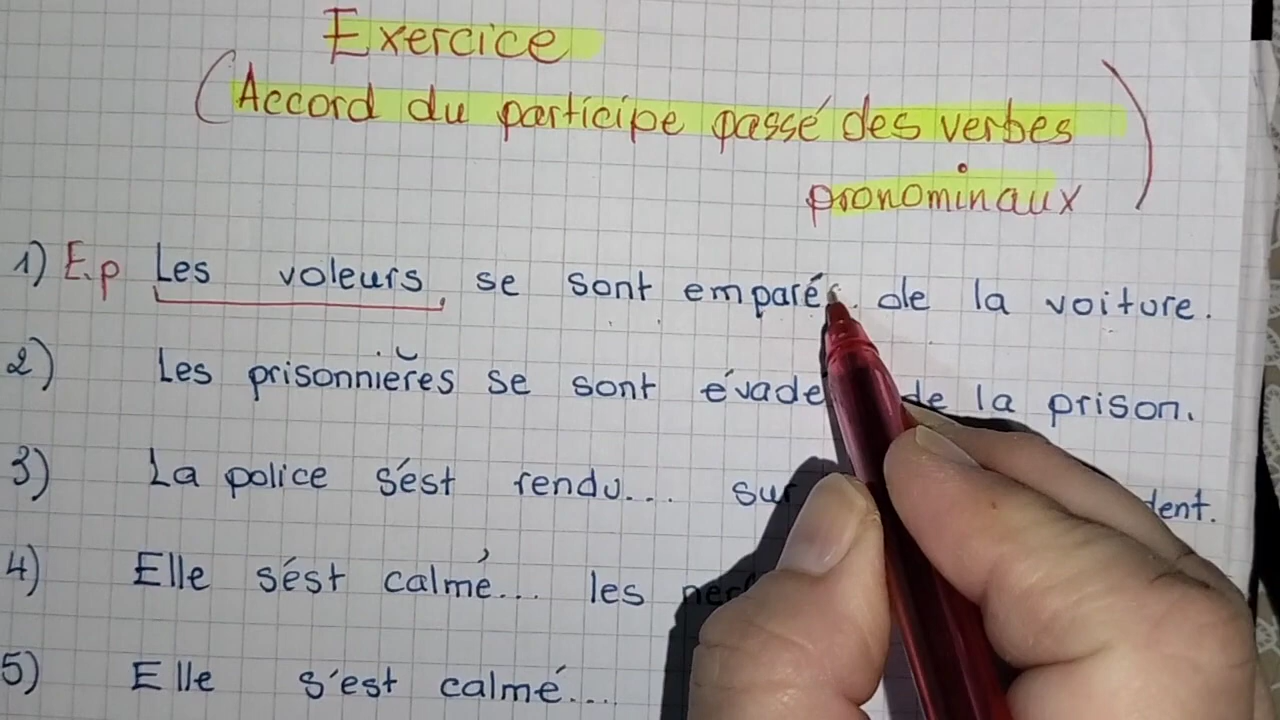 Exercice
(Accord du participe passé des verbes
pronominaux)
1) E.p Les voleurs se sont emparés de la voiture.
2) Les prisonnières se sont évadé de la prison.
3) La police s'est rendu... sur dent.
4) Elle s'est calmé... les
5) Elle s'est calmé...